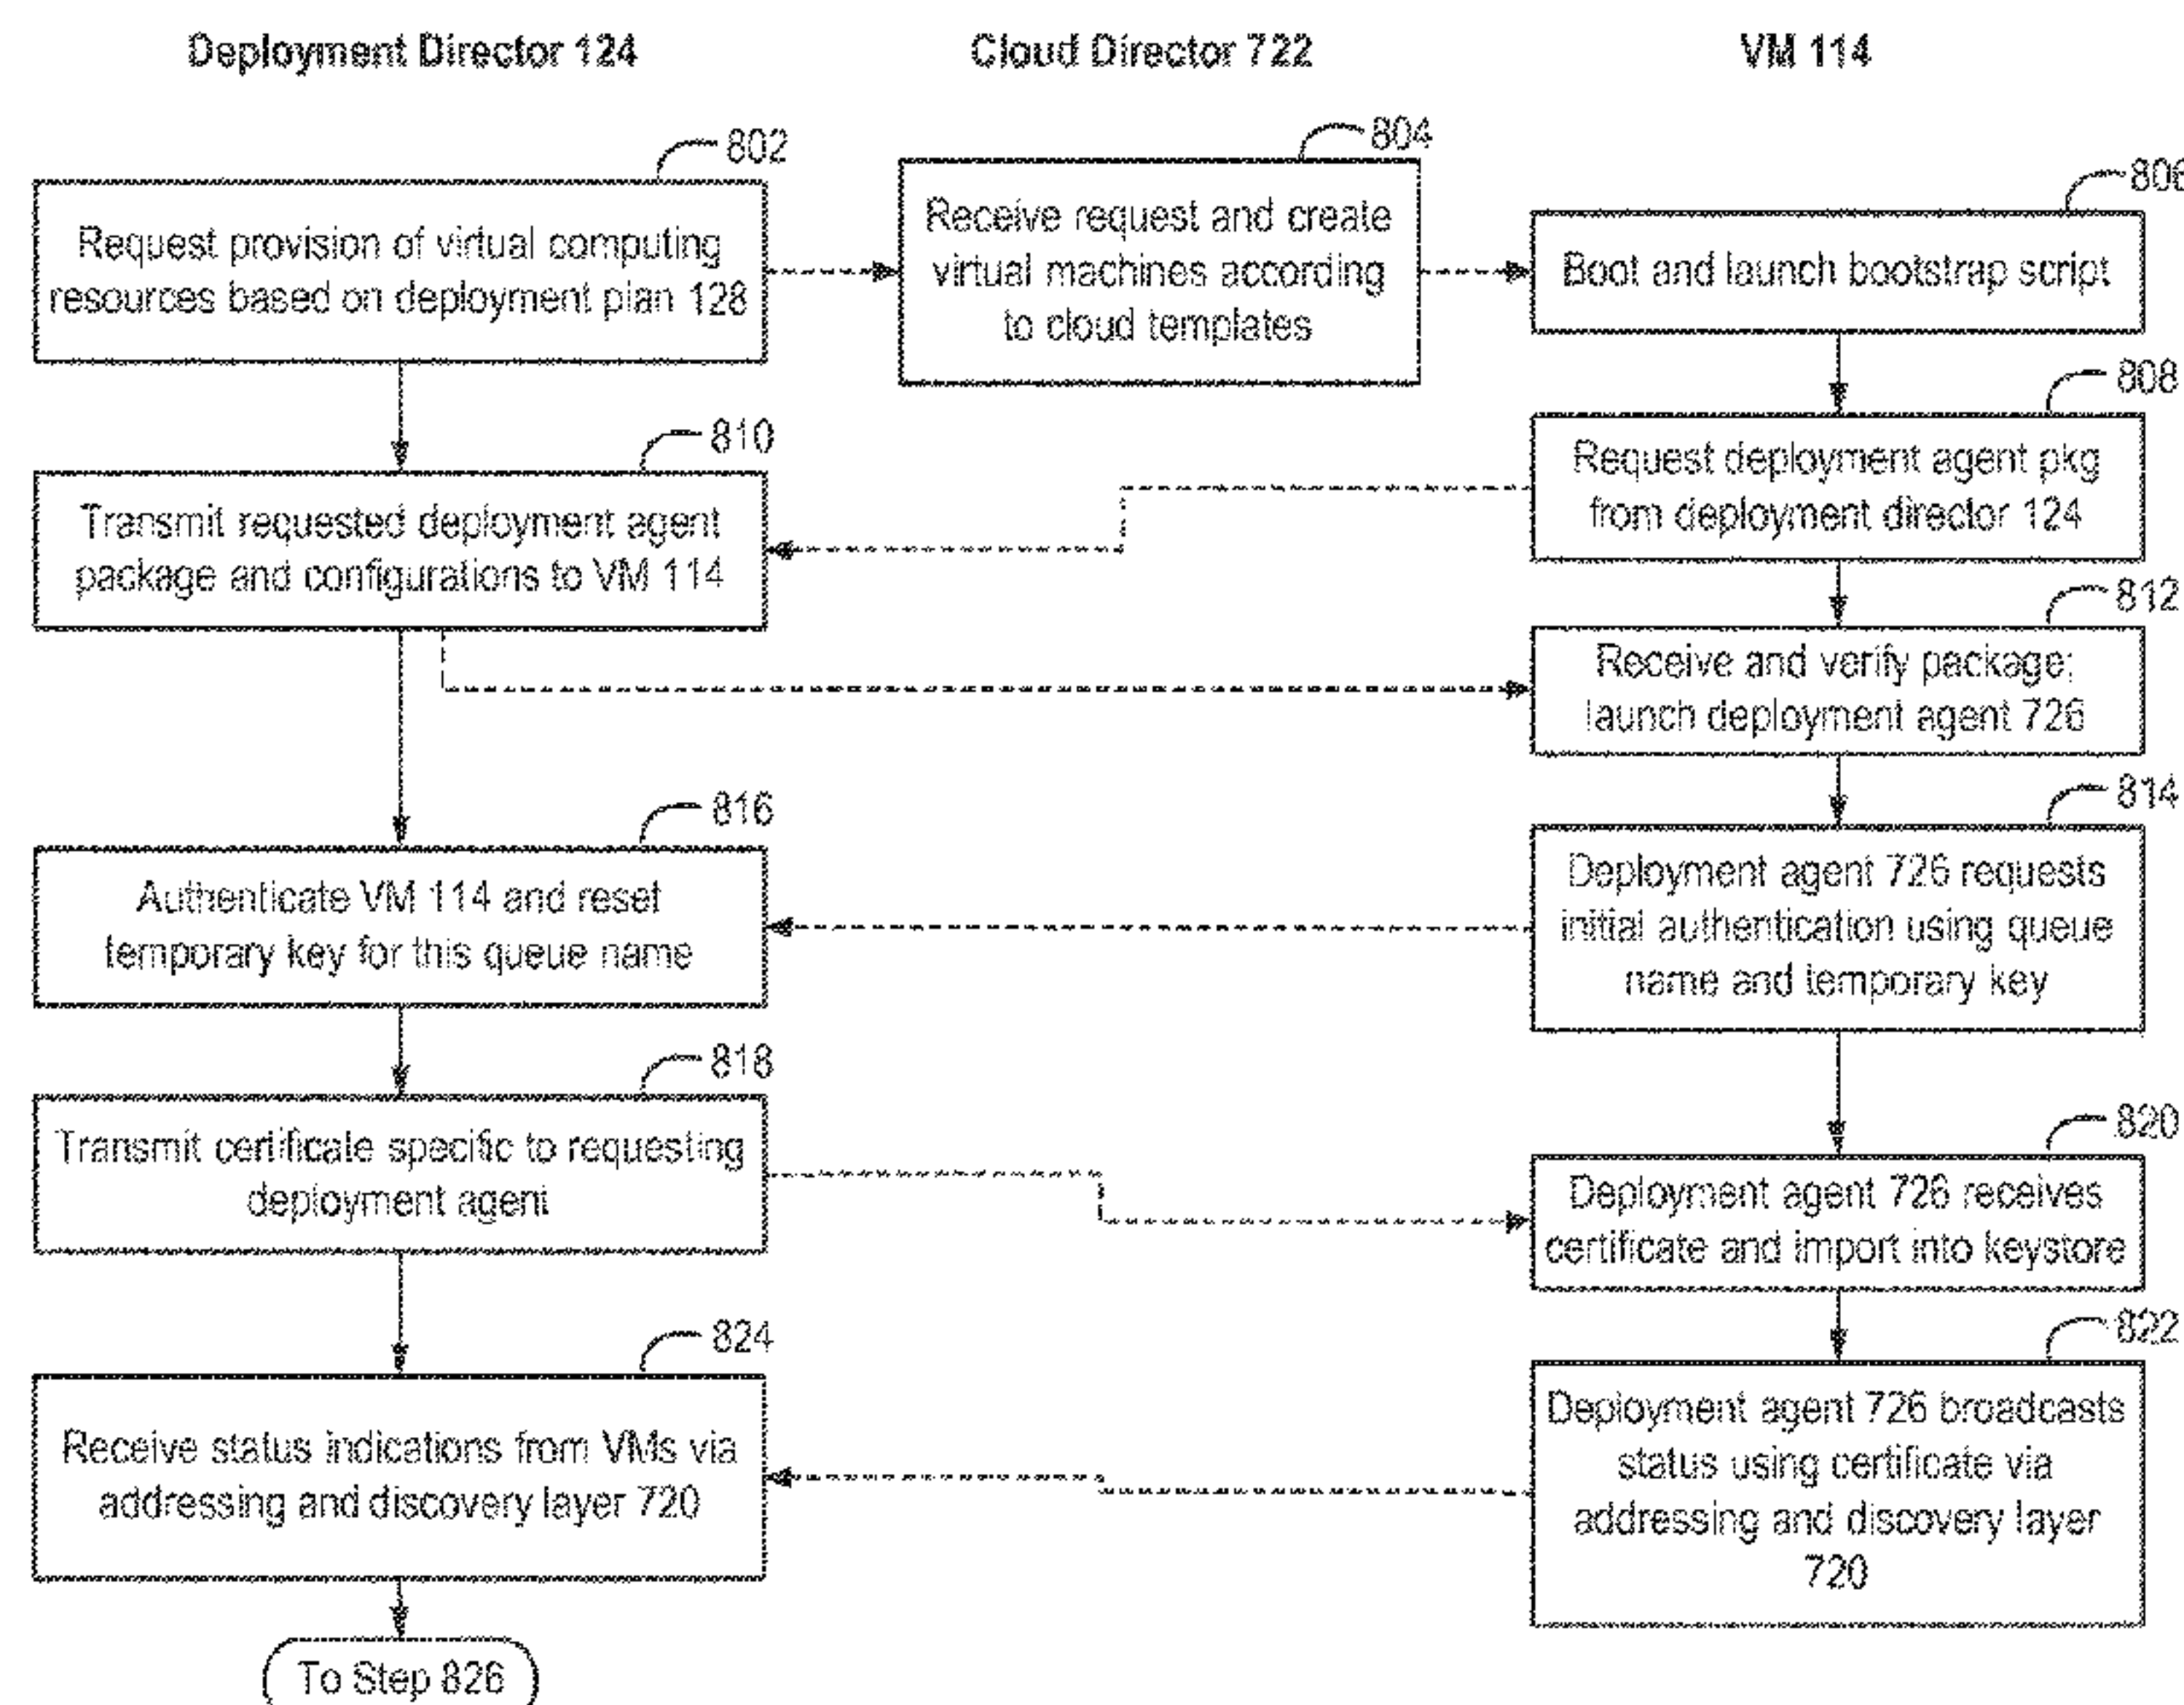 Deployment Director 124
Cloud Director 722
VM 114
802
Request provision of virtual computing
resources based on deployment plan 128
804
Receive request and create
virtual machines according
to cloud templates
806
Boot and launch bootstrap script
808
Request deployment agent pkg
from deployment director 124
810
Transmit requested deployment agent
package and configurations to VM 114
812
Receive and verify package;
launch deployment agent 726
814
Deployment agent 726 requests
initial authentication using queue
name and temporary key
816
Authenticate VM 114 and reset
temporary key for this queue name
818
Transmit certificate specific to requesting
deployment agent
820
Deployment agent 726 receives
certificate and import into keystore
822
Deployment agent 726 broadcasts
status using certificate via
addressing and discovery layer
720
824
Receive status indications from VMs via
addressing and discovery layer 720
To Step 826